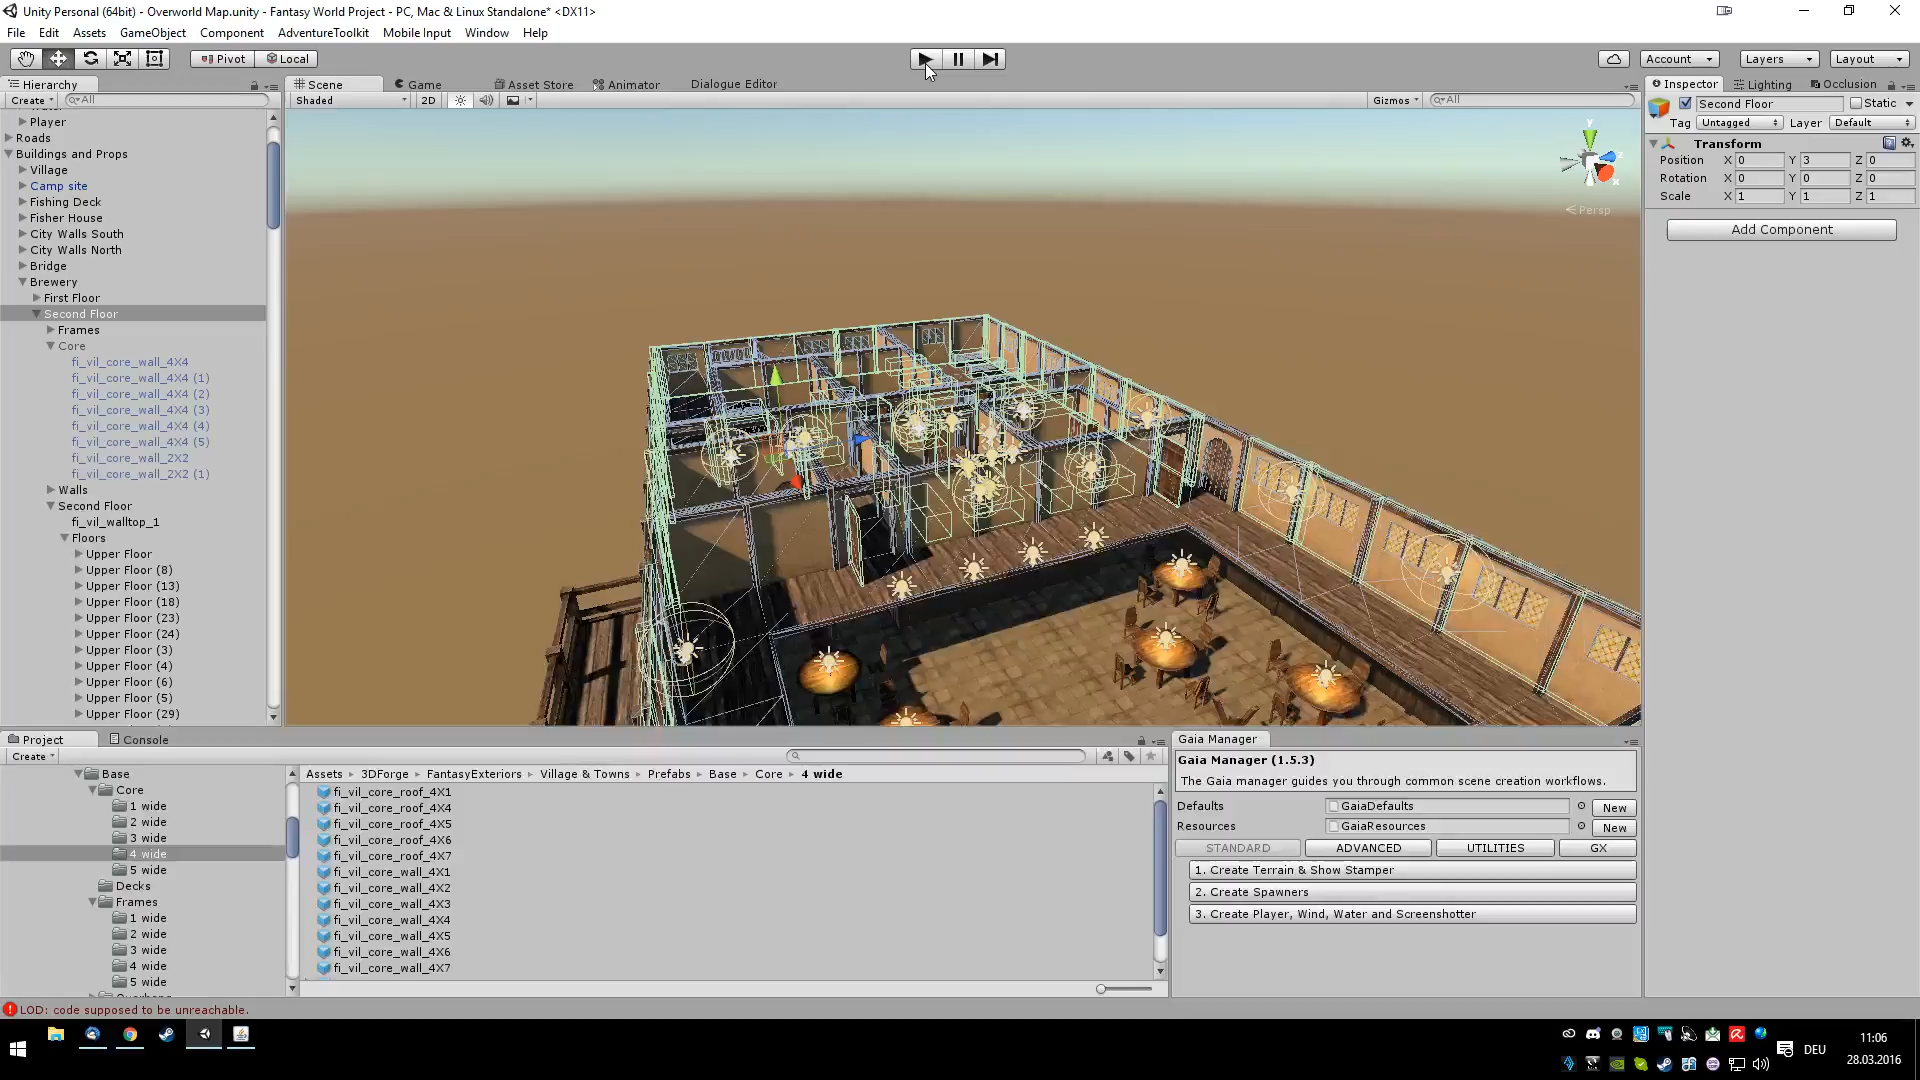 Unity Personal (64bit) - Overworld Map.unity - Fantasy World Project - PC, Mac & Linux Standalone* <DX11>
File Edit Assets GameObject Component AdventureToolkit Mobile Input Window Help
Pivot Local Account Layers Layout
Hierarchy Scene Game Asset Store Animator Dialogue Editor Inspector Lighting Occlusion
Create All Shaded 2D Gizmos All
Second Floor Static
Tag Untagged Layer Default
Transform
Position X 0 Y 3 Z 0
Rotation X 0 Y 0 Z 0
Scale X 1 Y 1 Z 1
Add Component
y
x
Persp
Player
Roads
Buildings and Props
Village
Camp site
Fishing Deck
Fisher House
City Walls South
City Walls North
Bridge
Brewery
First Floor
Second Floor
Frames
Core
fi_vil_core_wall_4X4
fi_vil_core_wall_4X4 (1)
fi_vil_core_wall_4X4 (2)
fi_vil_core_wall_4X4 (3)
fi_vil_core_wall_4X4 (4)
fi_vil_core_wall_4X4 (5)
fi_vil_core_wall_2X2
fi_vil_core_wall_2X2 (1)
Walls
Second Floor
fi_vil_walltop_1
Floors
Upper Floor
Upper Floor (8)
Upper Floor (13)
Upper Floor (18)
Upper Floor (23)
Upper Floor (24)
Upper Floor (3)
Upper Floor (4)
Upper Floor (6)
Upper Floor (5)
Upper Floor (29)
Project Console
Create
Base
Core
1 wide
2 wide
3 wide
4 wide
5 wide
Decks
Frames
1 wide
2 wide
3 wide
4 wide
5 wide
Assets 3DForge FantasyExteriors Village & Towns Prefabs Base Core 4 wide
fi_vil_core_roof_4X1
fi_vil_core_roof_4X4
fi_vil_core_roof_4X5
fi_vil_core_roof_4X6
fi_vil_core_roof_4X7
fi_vil_core_wall_4X1
fi_vil_core_wall_4X2
fi_vil_core_wall_4X3
fi_vil_core_wall_4X4
fi_vil_core_wall_4X5
fi_vil_core_wall_4X6
fi_vil_core_wall_4X7
Gaia Manager
Gaia Manager (1.5.3)
The Gaia manager guides you through common scene creation workflows.
Defaults GaiaDefaults New
Resources GaiaResources New
STANDARD ADVANCED UTILITIES GX
1. Create Terrain & Show Stamper
2. Create Spawners
3. Create Player, Wind, Water and Screenshotter
LOD: code supposed to be unreachable.
DEU
11:06
28.03.2016